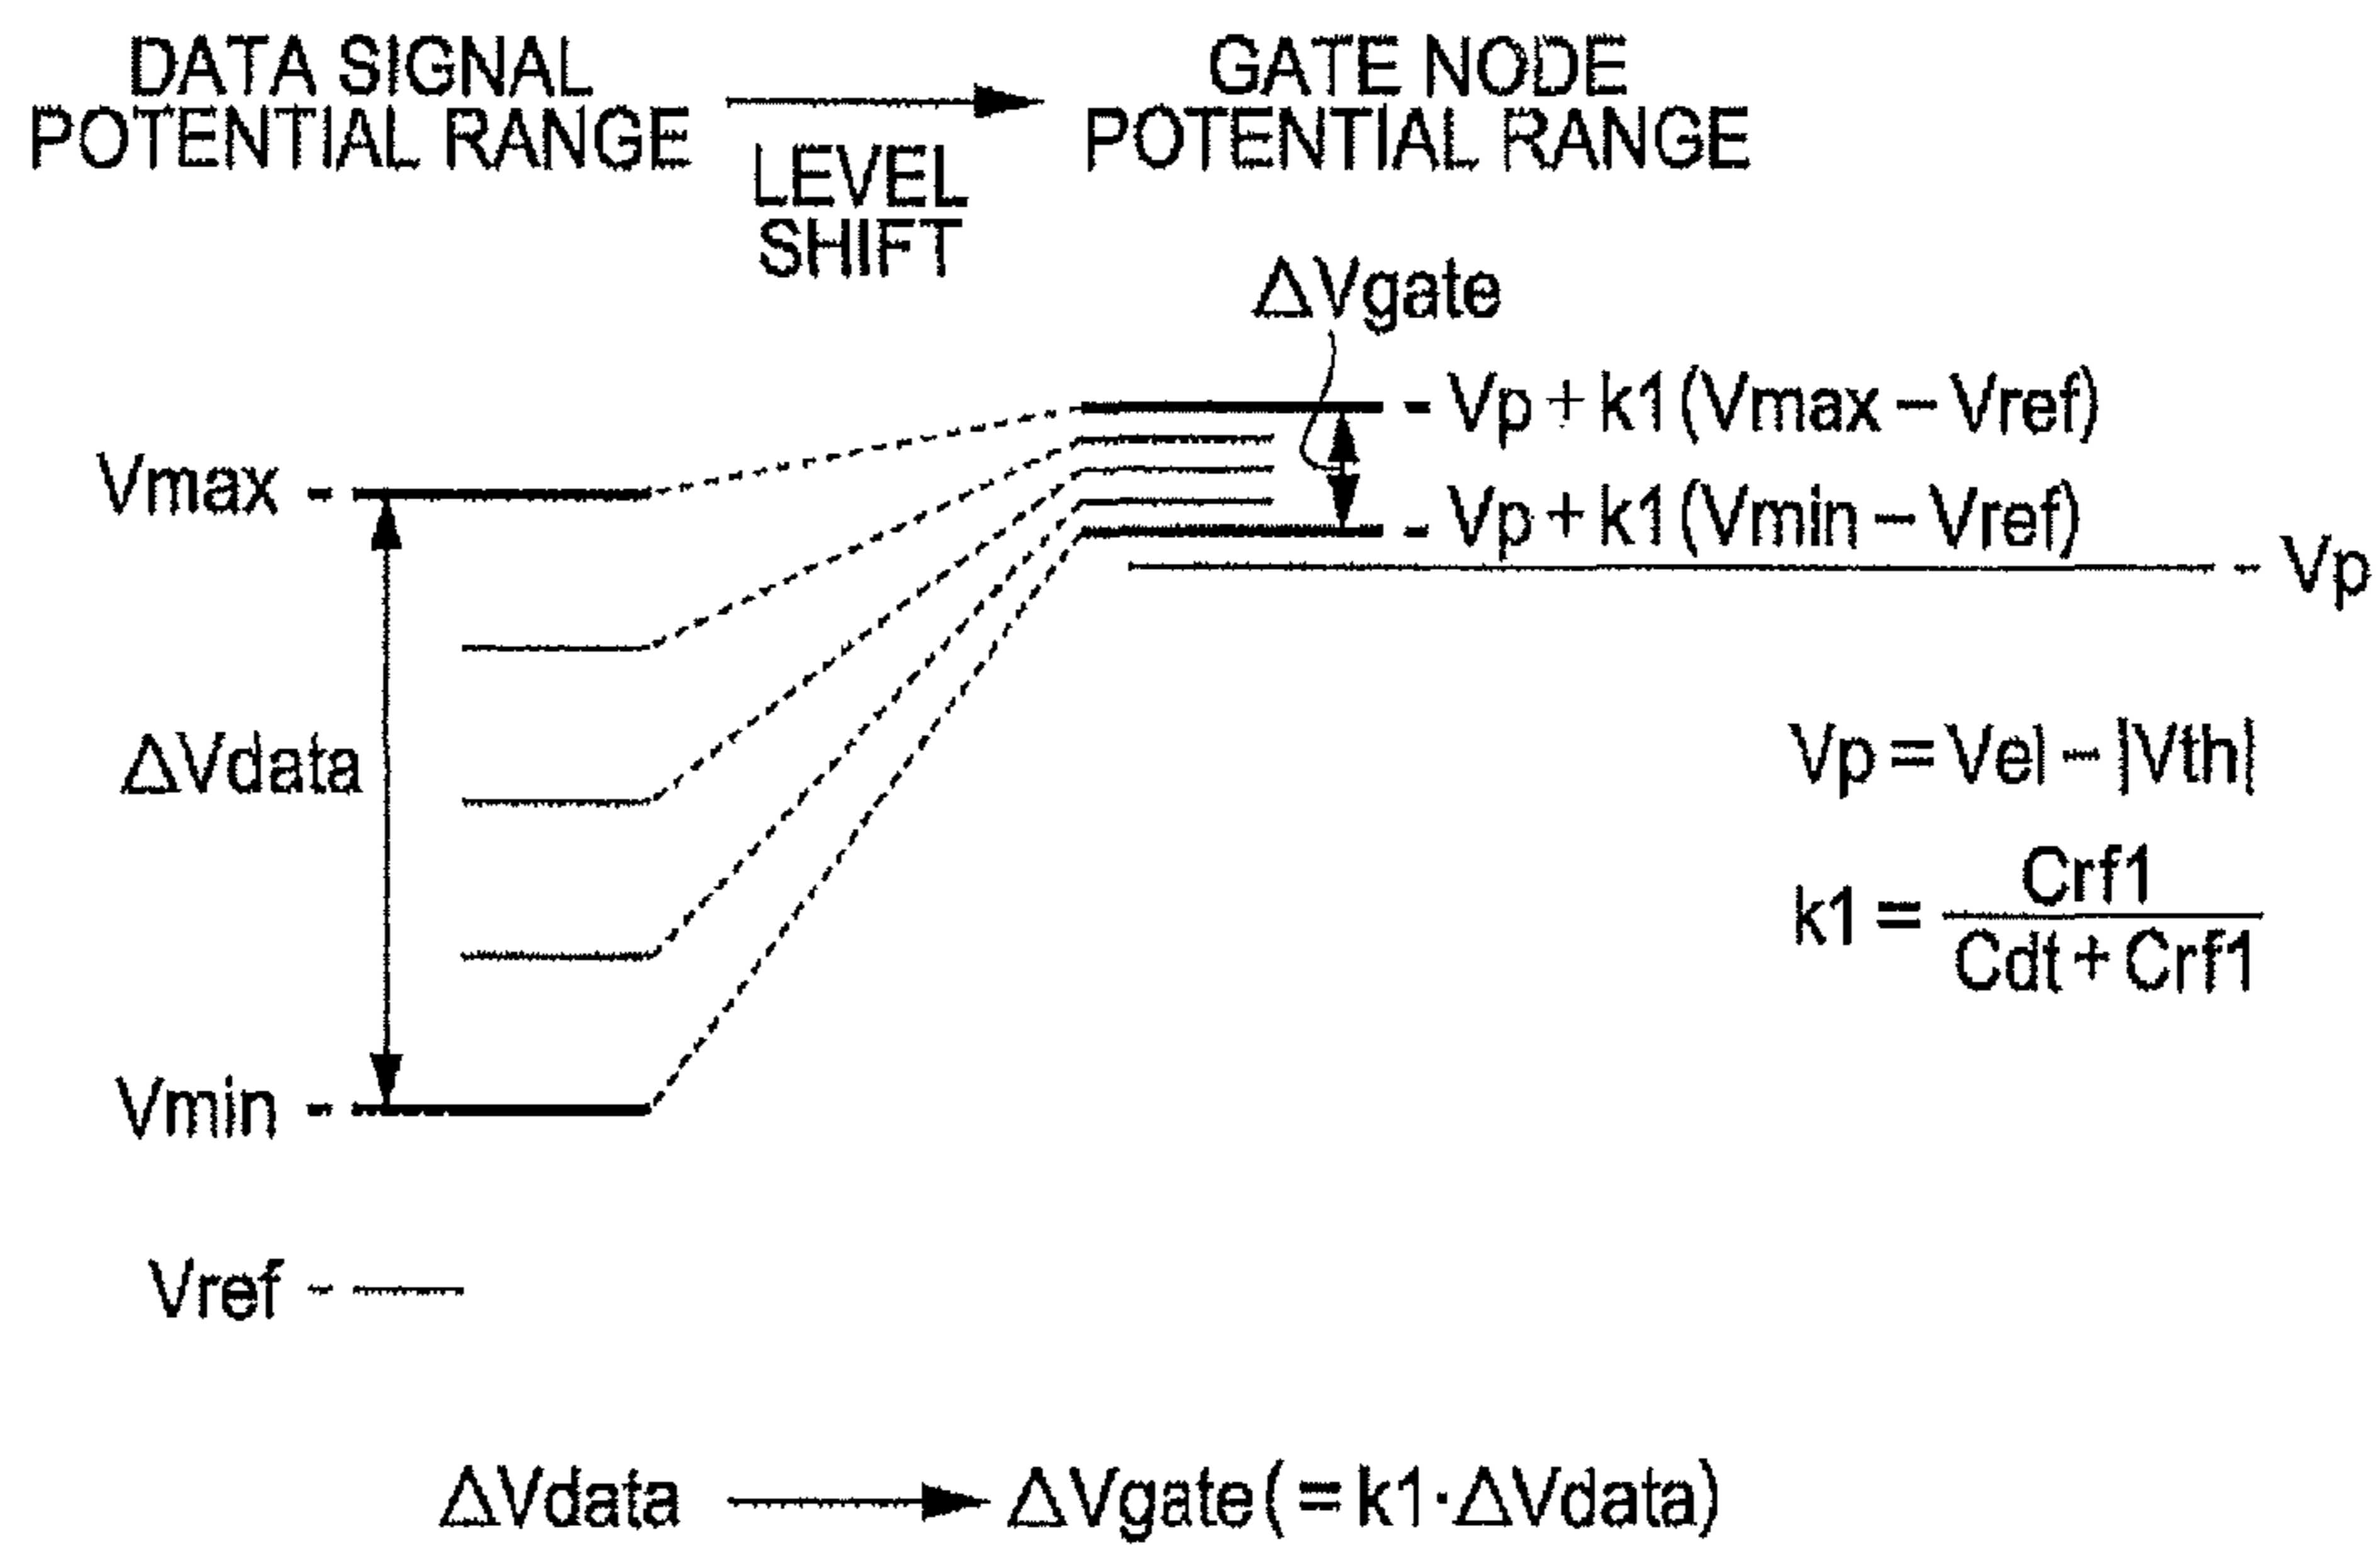 DATA SIGNAL
POTENTIAL RANGE
LEVEL
SHIFT
GATE NODE
POTENTIAL RANGE
ΔVgate
Vp + k1(Vmax − Vref)
Vmax
Vp + k1(Vmin − Vref)
Vp
ΔVdata
Vp = Vel − |Vth|
k1 = Crf1
Cdt + Crf1
Vmin
Vref
ΔVdata
ΔVgate( = k1·ΔVdata)